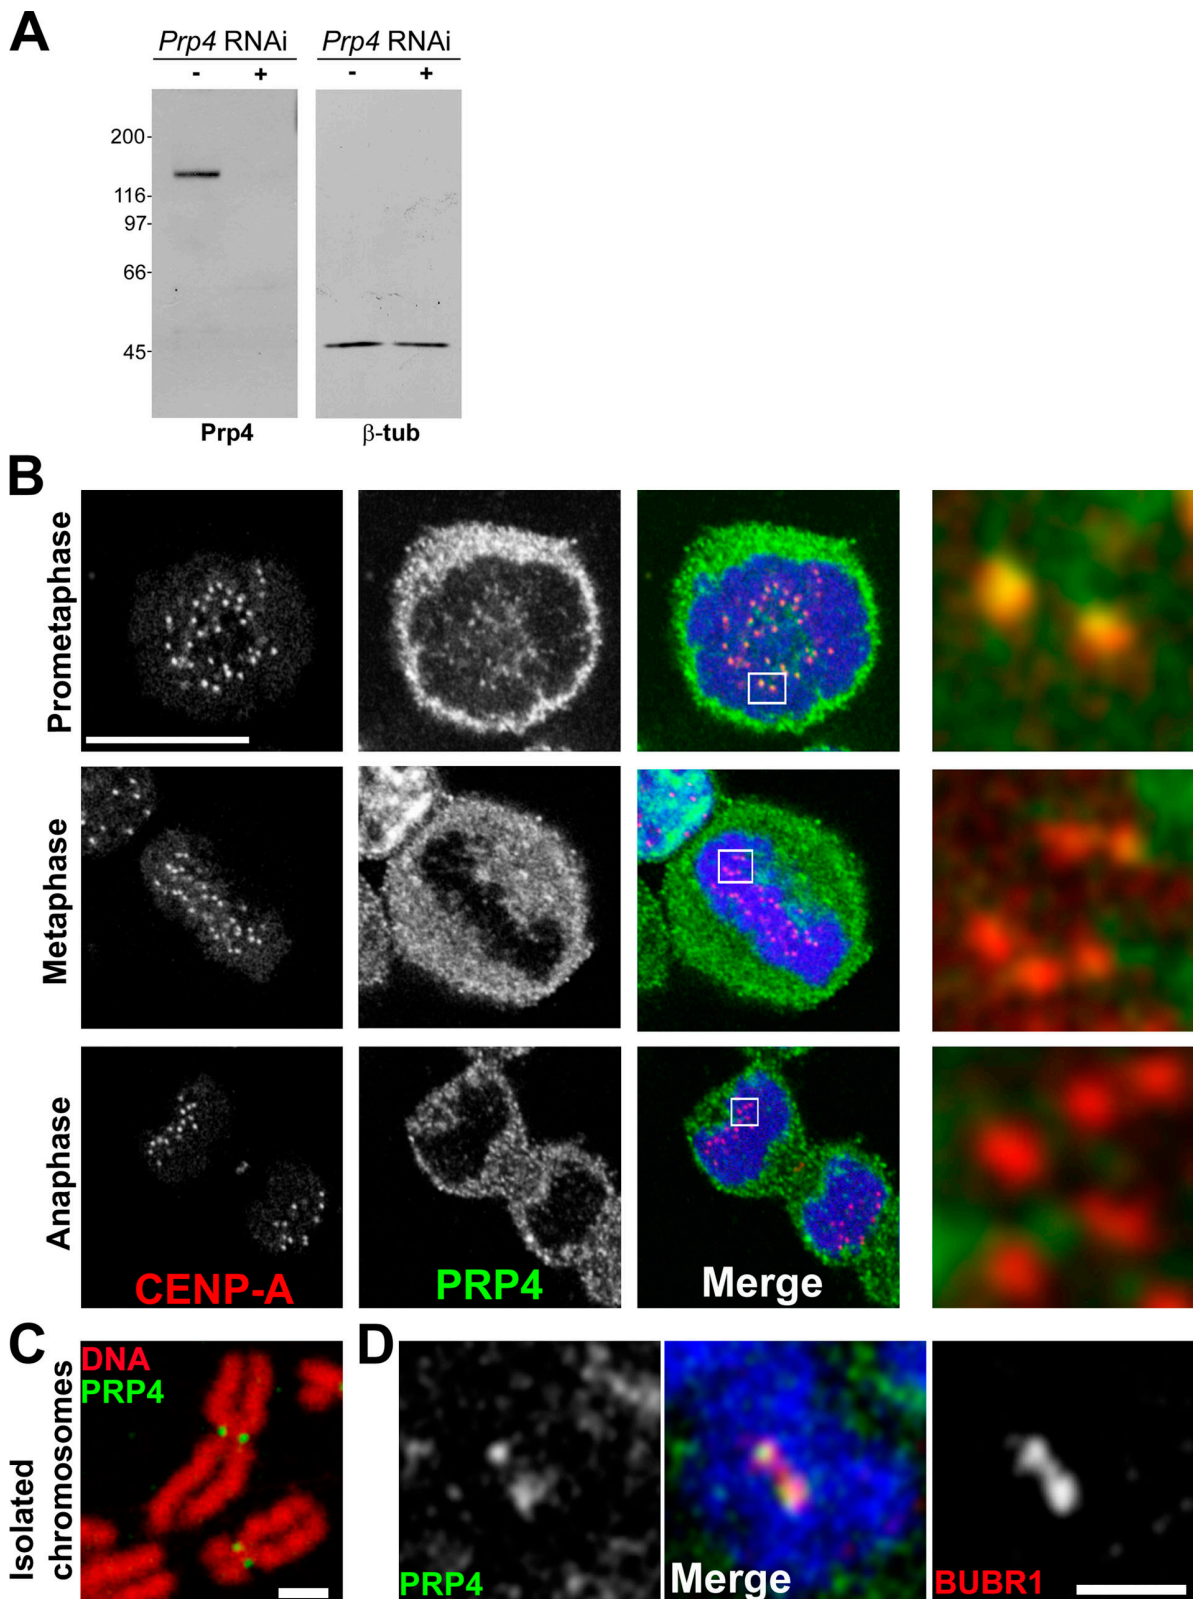 A
Prp4 RNAi
Prp4 RNAi
- +
- +
200-
116-
97-
66-
45-
Prp4
β-tub
B
Prometaphase
Metaphase
Anaphase
CENP-A
PRP4
Merge
C
Isolated
chromosomes
DNA
PRP4
D
PRP4
Merge
BUBR1